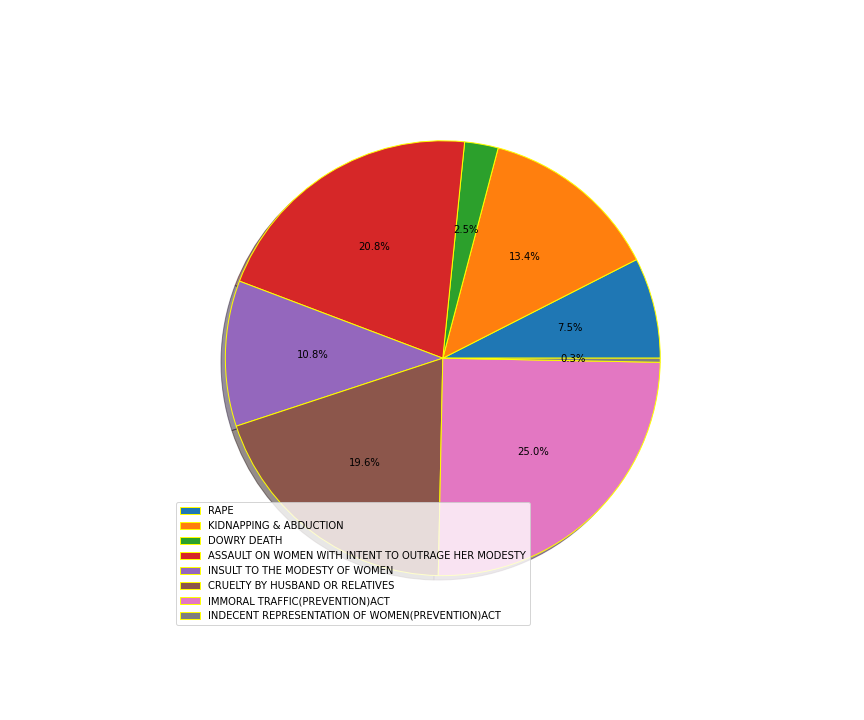 2.5%
20.8%
13.4%
7.5%
10.8%
0.3%
25.0%
19.6%
RAPE
KIDNAPPING & ABDUCTION
DOWRY DEATH
ASSAULT ON WOMEN WITH INTENT TO OUTRAGE HER MODESTY
INSULT TO THE MODESTY OF WOMEN
CRUELTY BY HUSBAND OR RELATIVES
IMMORAL TRAFFIC(PREVENTION)ACT
INDECENT REPRESENTATION OF WOMEN(PREVENTION)ACT